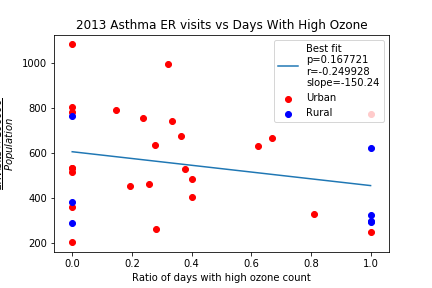 2013 Asthma ER visits vs Days With High Ozone
Best fit
p=0.167721
r=-0.249928
slope=-150.24
Urban
Rural
1000
800
600
400
200
Population
0.0 0.2 0.4 0.6 0.8 1.0
Ratio of days with high ozone count